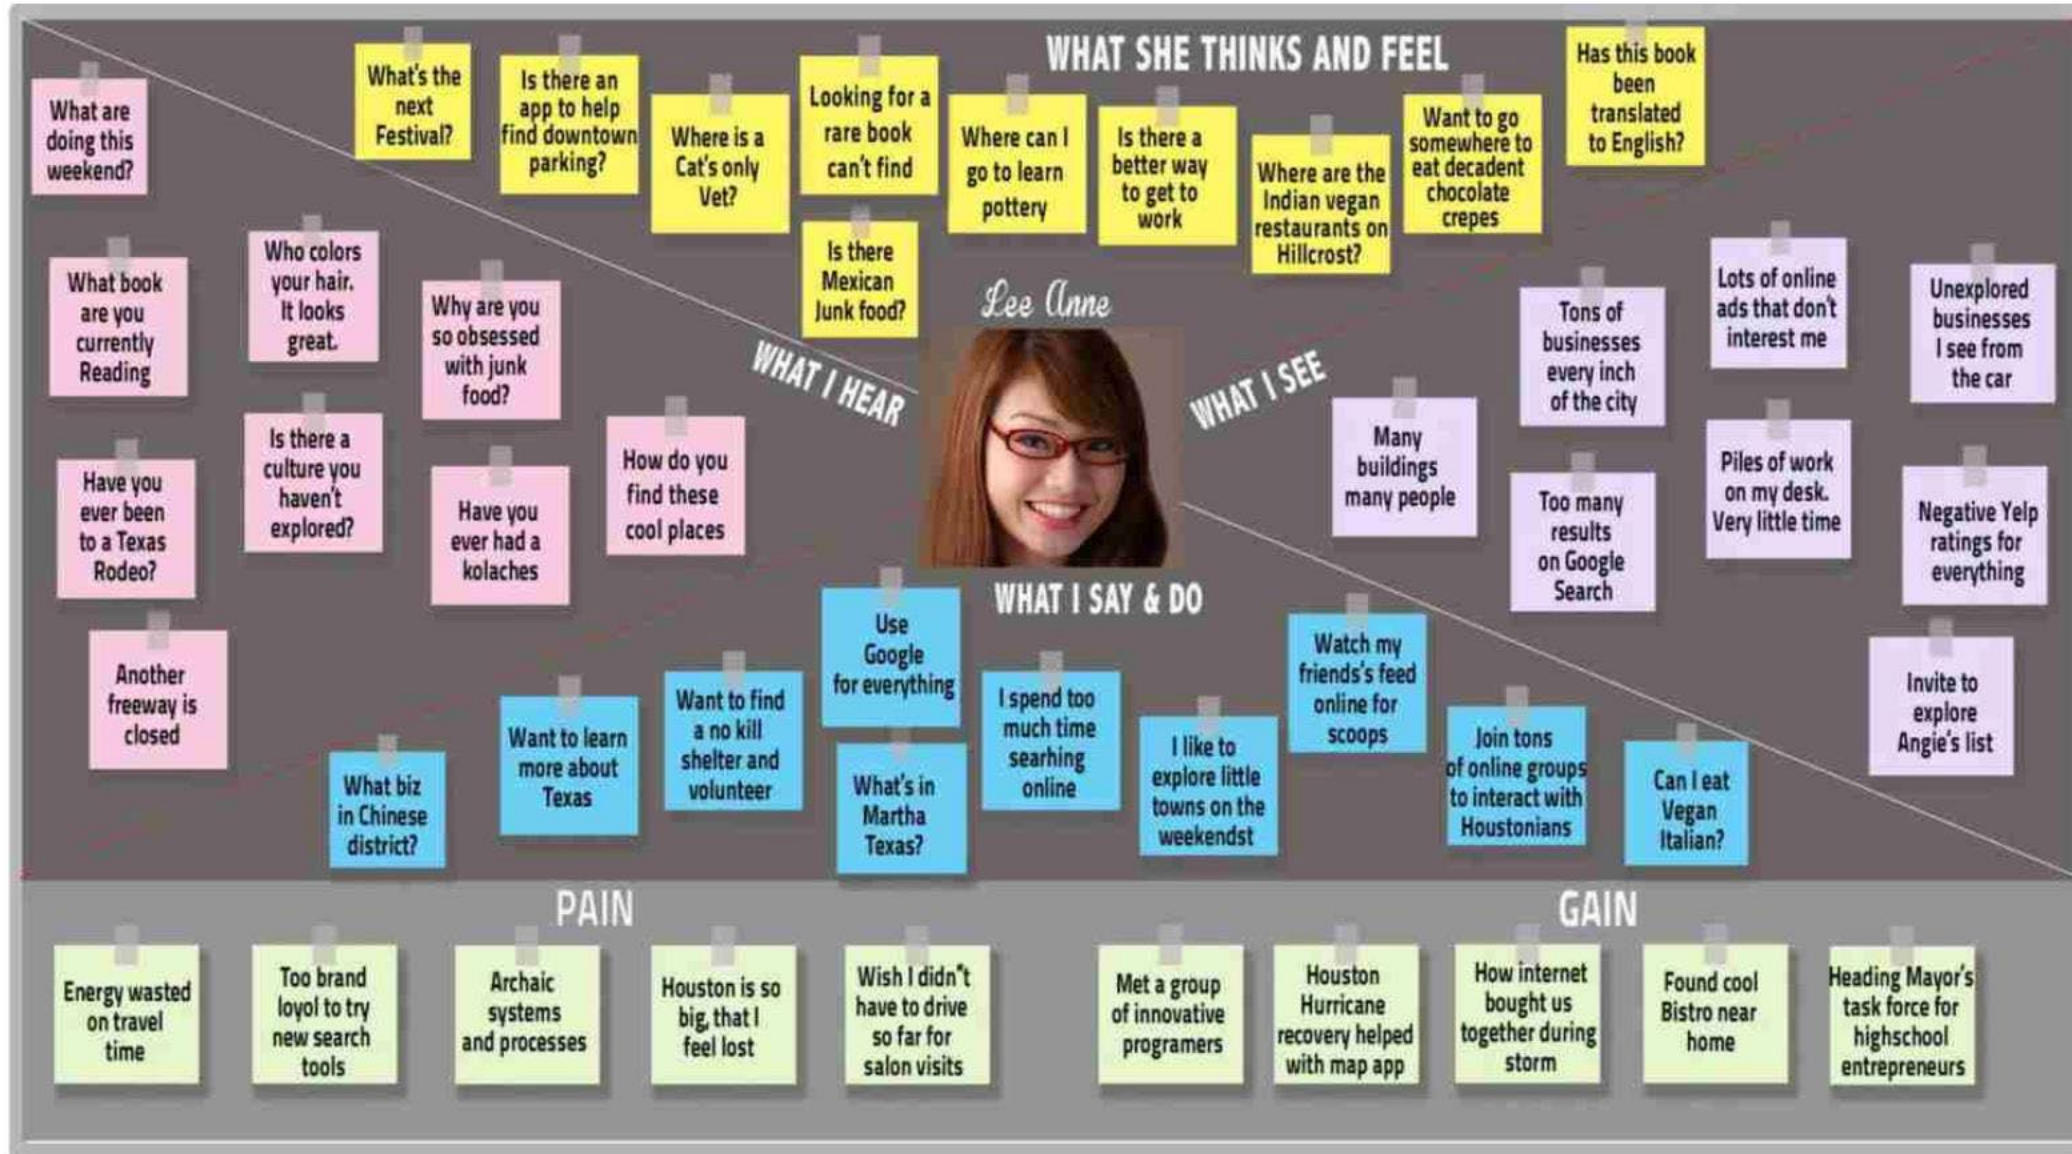 WHAT SHE THINKS AND FEEL
What's the
next
Festival?
Is there an
app to help
find downtown
parking?
Where is a
Cat's only
Vet?
Looking for a
rare book
can't find
Is there
Mexican
Junk food?
Where can I
go to learn
pottery
Is there a
better way
to get to
work
Where are the
Indian vegan
restaurants on
Hillcrost?
Want to go
somewhere to
eat decadent
chocolate
crepes
Has this book
been
translated
to English?
Lee Anne
WHAT I HEAR
What are
doing this
weekend?
What book
are you
currently
Reading
Who colors
your hair.
It looks
great.
Why are you
so obsessed
with junk
food?
Have you
ever been
to a Texas
Rodeo?
Is there a
culture you
haven't
explored?
Have you
ever had a
kolaches
How do you
find these
cool places
Another
freeway is
closed
WHAT I SEE
Many
buildings
many people
Tons of
businesses
every inch
of the city
Lots of online
ads that don't
interest me
Unexplored
businesses
I see from
the car
Too many
results
on Google
Search
Piles of work
on my desk.
Very little time
Negative Yelp
ratings for
everything
Invite to
explore
Angie's list
WHAT I SAY & DO
What biz
in Chinese
district?
Want to learn
more about
Texas
Want to find
a no kill
shelter and
volunteer
Use
Google
for everything
What's in
Martha
Texas?
I spend too
much time
searhing
online
I like to
explore little
towns on the
weekendst
Watch my
friends's feed
online for
scoops
Join tons
of online groups
to interact with
Houstonians
Can I eat
Vegan
Italian?
PAIN
Energy wasted
on travel
time
Too brand
loyol to try
new search
tools
Archaic
systems
and processes
Houston is so
big, that I
feel lost
Wish I didn"t
have to drive
so far for
salon visits
GAIN
Met a group
of innovative
programers
Houston
Hurricane
recovery helped
with map app
How internet
bought us
together during
storm
Found cool
Bistro near
home
Heading Mayor's
task force for
highschool
entrepreneurs